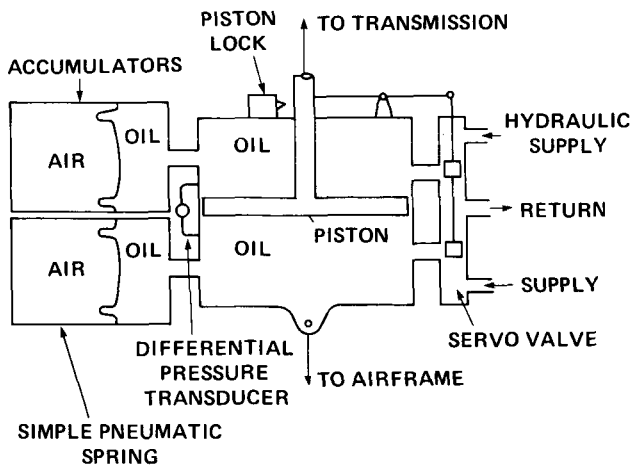 PISTON
LOCK
TO TRANSMISSION
ACCUMULATORS
AIR
OIL
OIL
HYDRAULIC
SUPPLY
RETURN
PISTON
AIR
OIL
OIL
SUPPLY
SERVO VALVE
DIFFERENTIAL
PRESSURE
TRANSDUCER
TO AIRFRAME
SIMPLE PNEUMATIC
SPRING